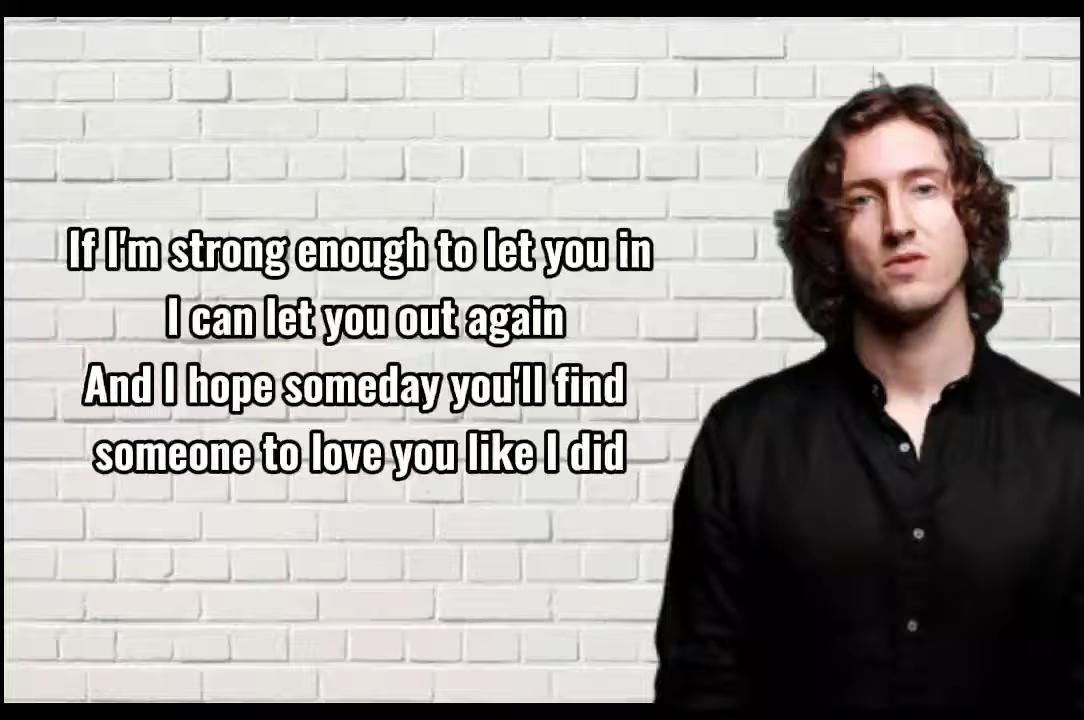 If I'm strong enough to let you in
I can let you out again
And I hope someday you'll find
someone to love you like I did